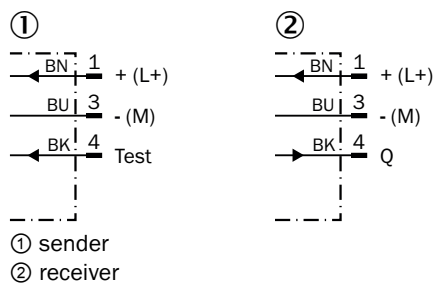 ① ②
BN 1 + (L+) BN 1 + (L+)
BU 3 - (M) BU 3 - (M)
BK 4 Test BK 4 Q
① sender
② receiver